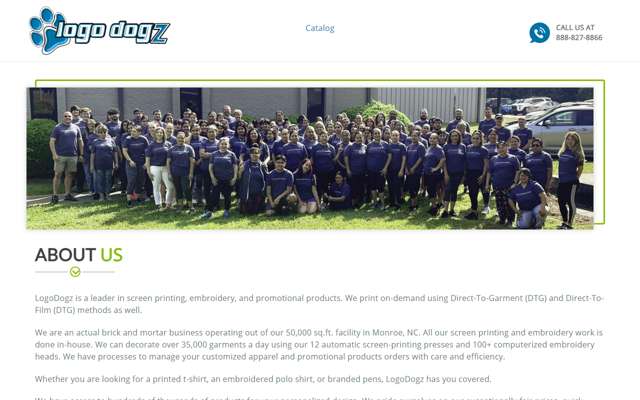 logo dogz
Catalog
CALL US AT
888-827-8866
ABOUT US
LogoDogz is a leader in screen printing, embroidery, and promotional products. We print on-demand using Direct-To-Garment (DTG) and Direct-To-
Film (DTG) methods as well.
We are an actual brick and mortar business operating out of our 50,000 sq.ft. facility in Monroe, NC. All our screen printing and embroidery work is
done in-house. We can decorate over 35,000 garments a day using our 12 automatic screen-printing presses and 100+ computerized embroidery
heads. We have processes to manage your customized apparel and promotional products orders with care and efficiency.
Whether you are looking for a printed t-shirt, an embroidered polo shirt, or branded pens, LogoDogz has you covered.